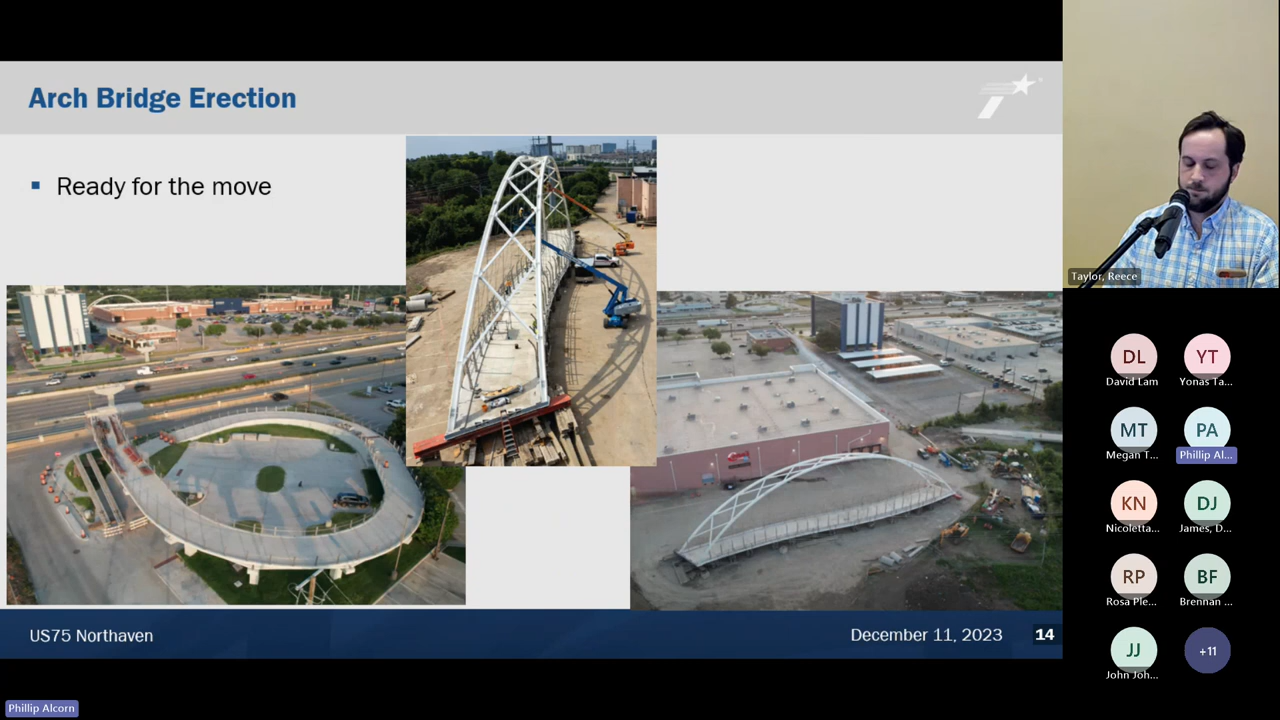 Arch Bridge Erection
Ready for the move
US75 Northaven
December 11, 2023
14
Taylor, Reece
DL
David Lam
YT
Yonas Ta...
MT
Megan T...
PA
Phillip Al...
KN
Nicoletta...
DJ
James, D...
RP
Rosa Ple...
BF
Brennan ...
JJ
John Joh...
+11
Phillip Alcorn